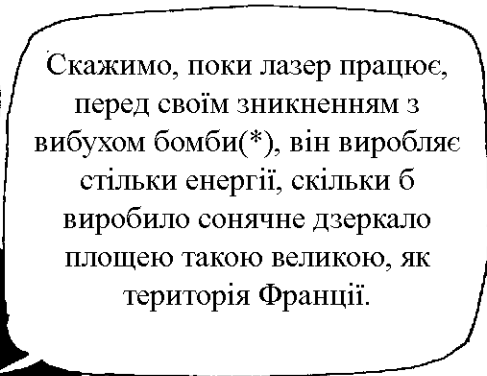 Скажимо, поки лазер працює,
перед своїм зникненням з
вибухом бомби(*), він виробляє
стільки енергії, скільки б
виробило сонячне дзеркало
площею такою великою, як
територія Франції.